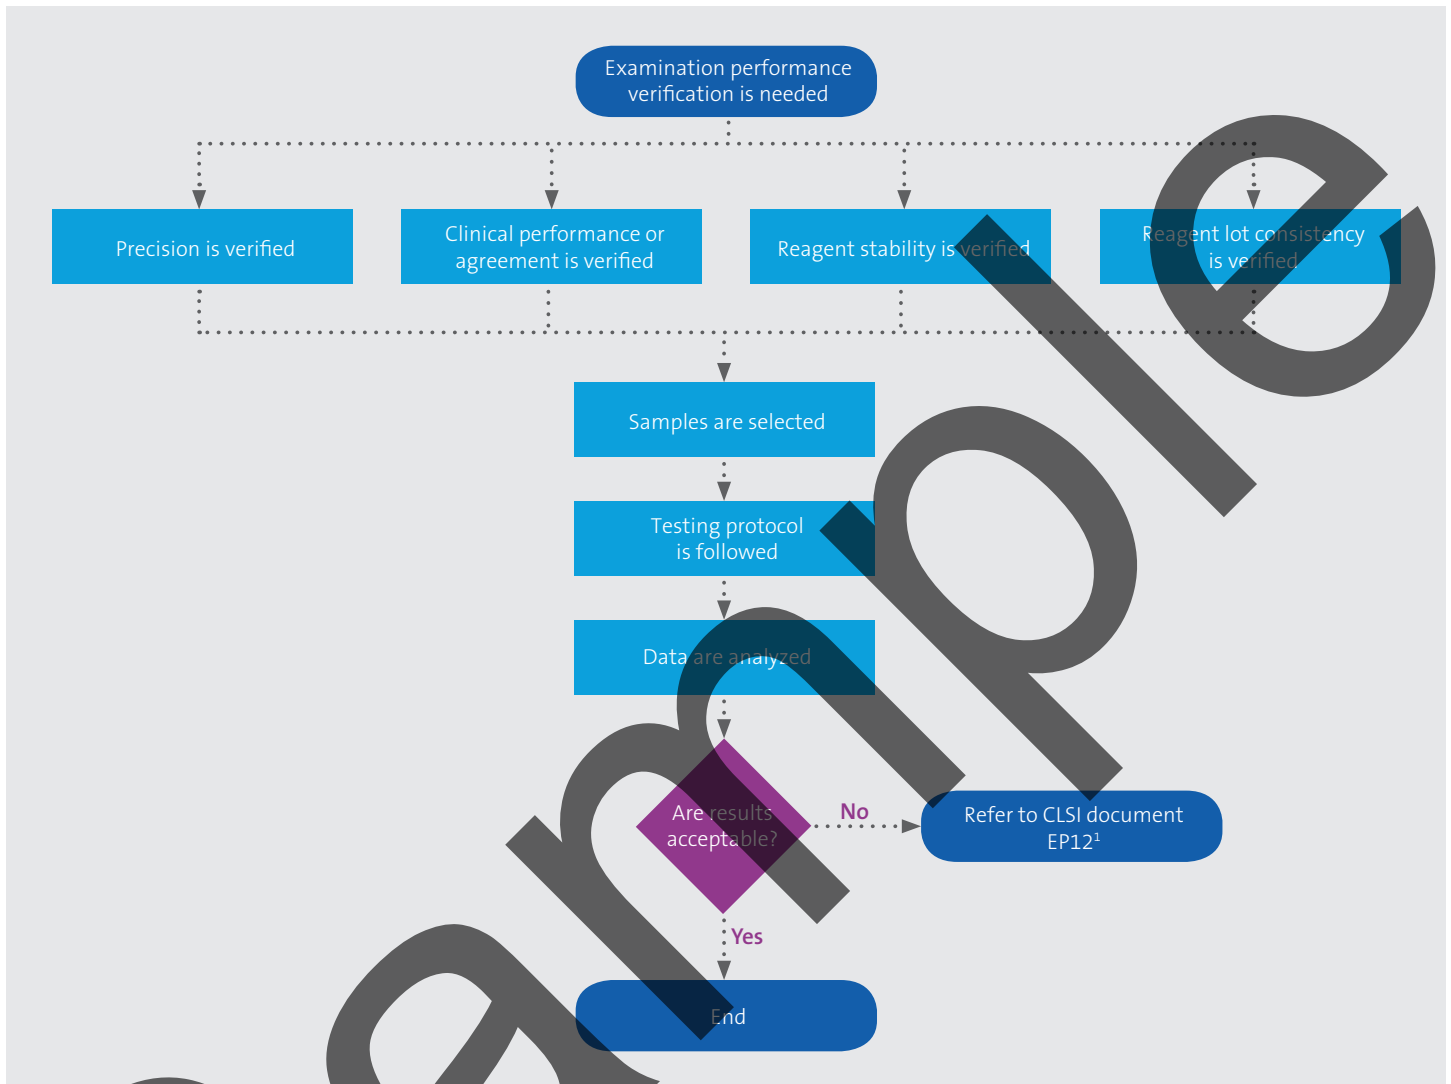 Examination performance
verification is needed
Precision is verified
Clinical performance or
agreement is verified
Reagent stability is verified
Reagent lot consistency
is verified
Samples are selected
Testing protocol
is followed
Data are analyzed
Are results
acceptable?
No
Refer to CLSI document
EP12¹
Yes
End
ample